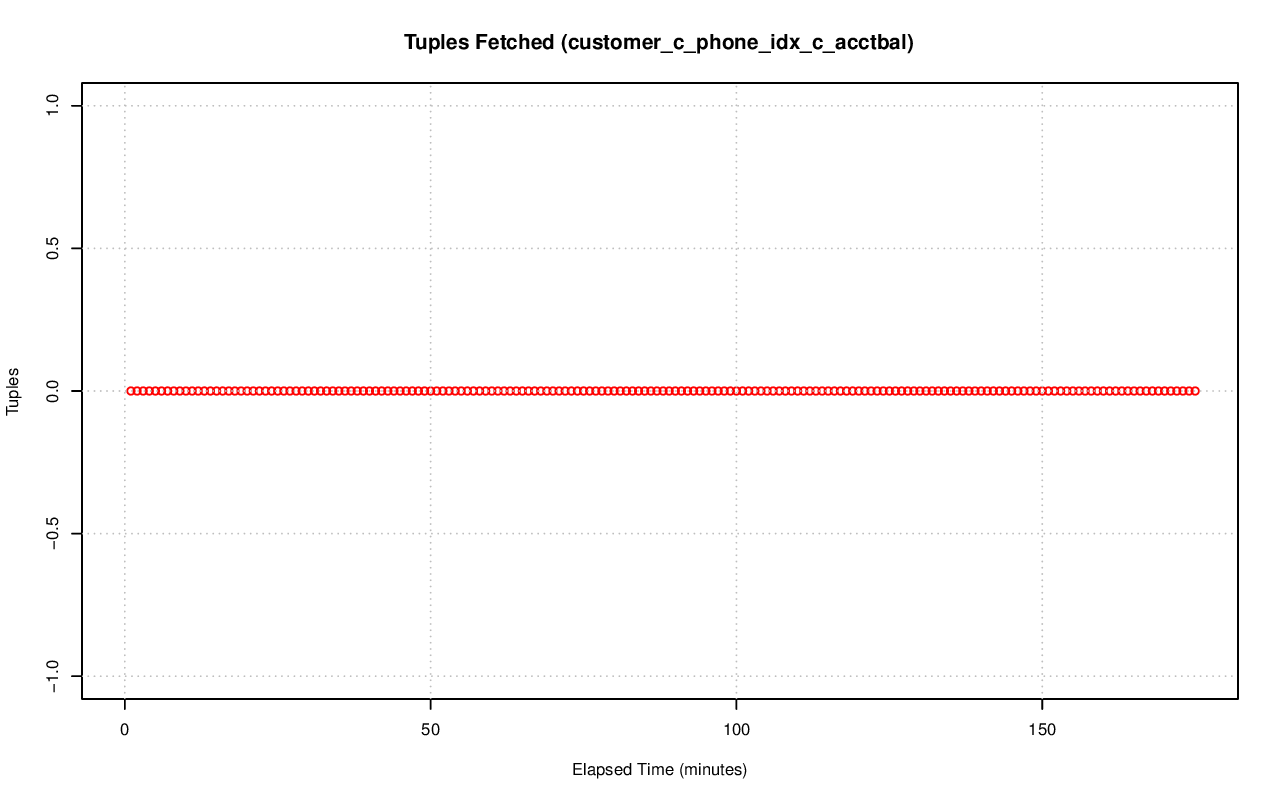 Tuples Fetched (customer_c_phone_idx_c_acctbal)
1.0
0.5
0.0
−0.5
−1.0
Tuples
0 50 100 150
Elapsed Time (minutes)